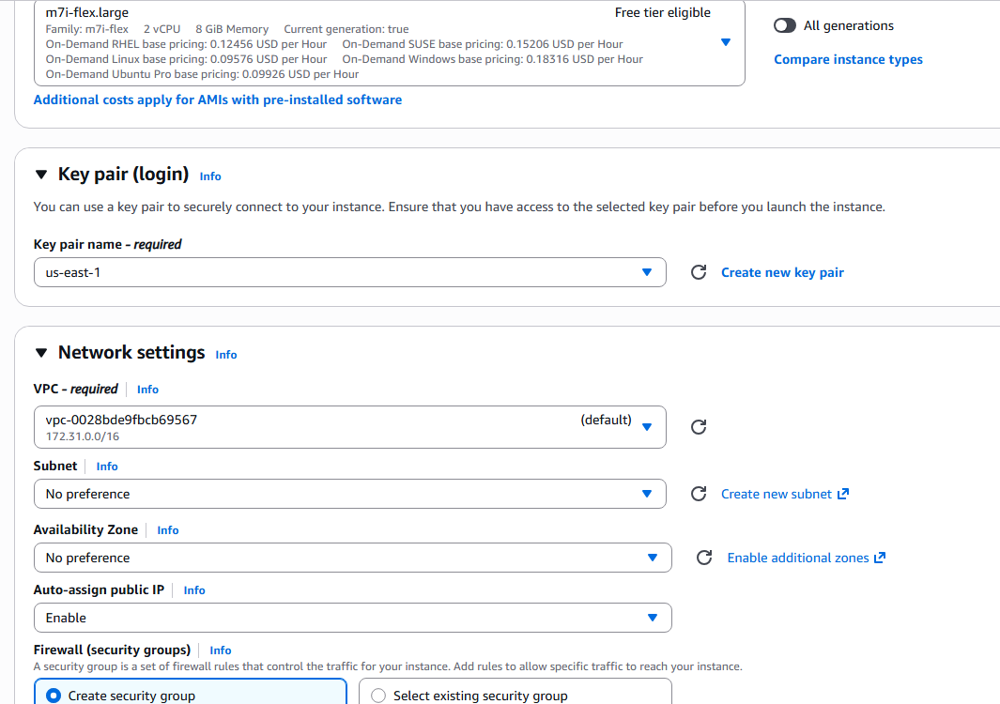 m7i-flex.large Free tier eligible
Family: m7i-flex 2 vCPU 8 GiB Memory Current generation: true
On-Demand RHEL base pricing: 0.12456 USD per Hour On-Demand SUSE base pricing: 0.15206 USD per Hour
On-Demand Linux base pricing: 0.09576 USD per Hour On-Demand Windows base pricing: 0.18316 USD per Hour
On-Demand Ubuntu Pro base pricing: 0.09926 USD per Hour
All generations
Compare instance types
Additional costs apply for AMIs with pre-installed software
Key pair (login) Info
You can use a key pair to securely connect to your instance. Ensure that you have access to the selected key pair before you launch the instance.
Key pair name - required
us-east-1
Create new key pair
Network settings Info
VPC - required Info
vpc-0028bde9fbcb69567 (default)
172.31.0.0/16
Subnet Info
No preference
Create new subnet
Availability Zone Info
No preference
Enable additional zones
Auto-assign public IP Info
Enable
Firewall (security groups) Info
A security group is a set of firewall rules that control the traffic for your instance. Add rules to allow specific traffic to reach your instance.
Create security group
Select existing security group